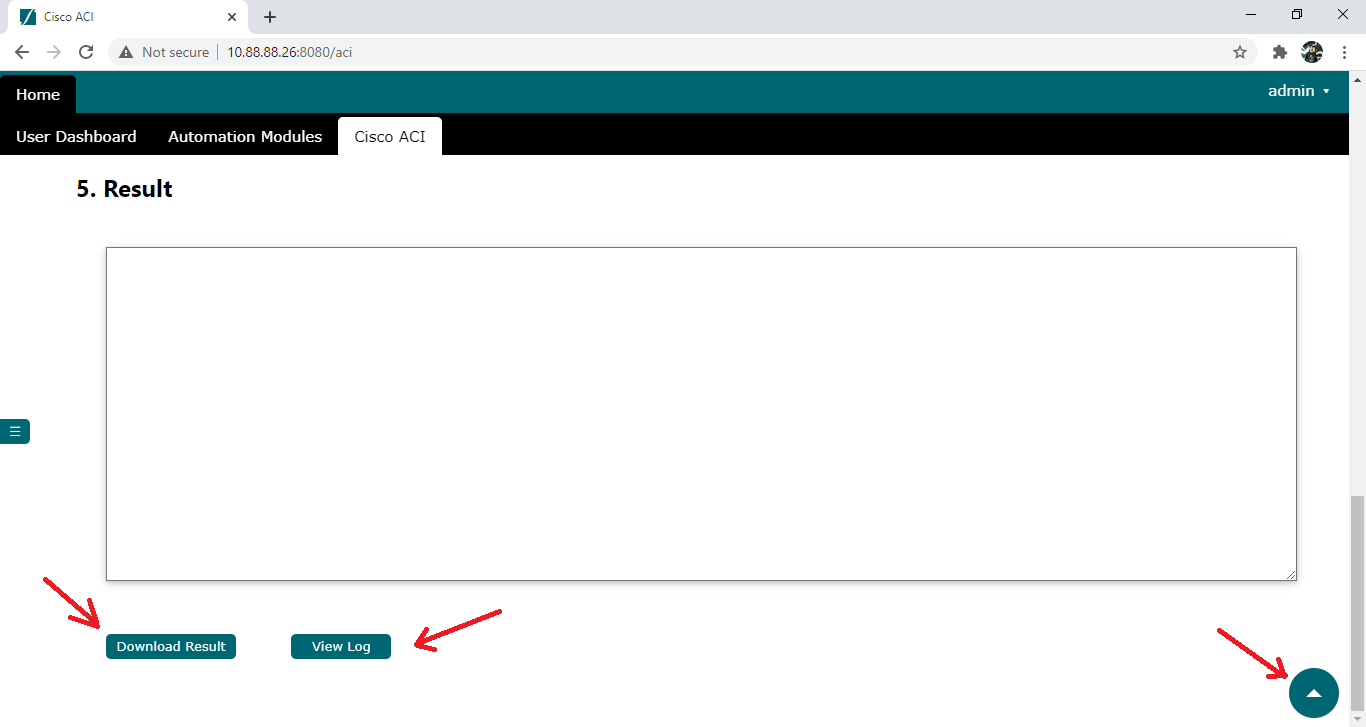 Cisco ACI
Not secure 10.88.88.26:8080/aci
Home
admin
User Dashboard Automation Modules Cisco ACI
5. Result
Download Result View Log